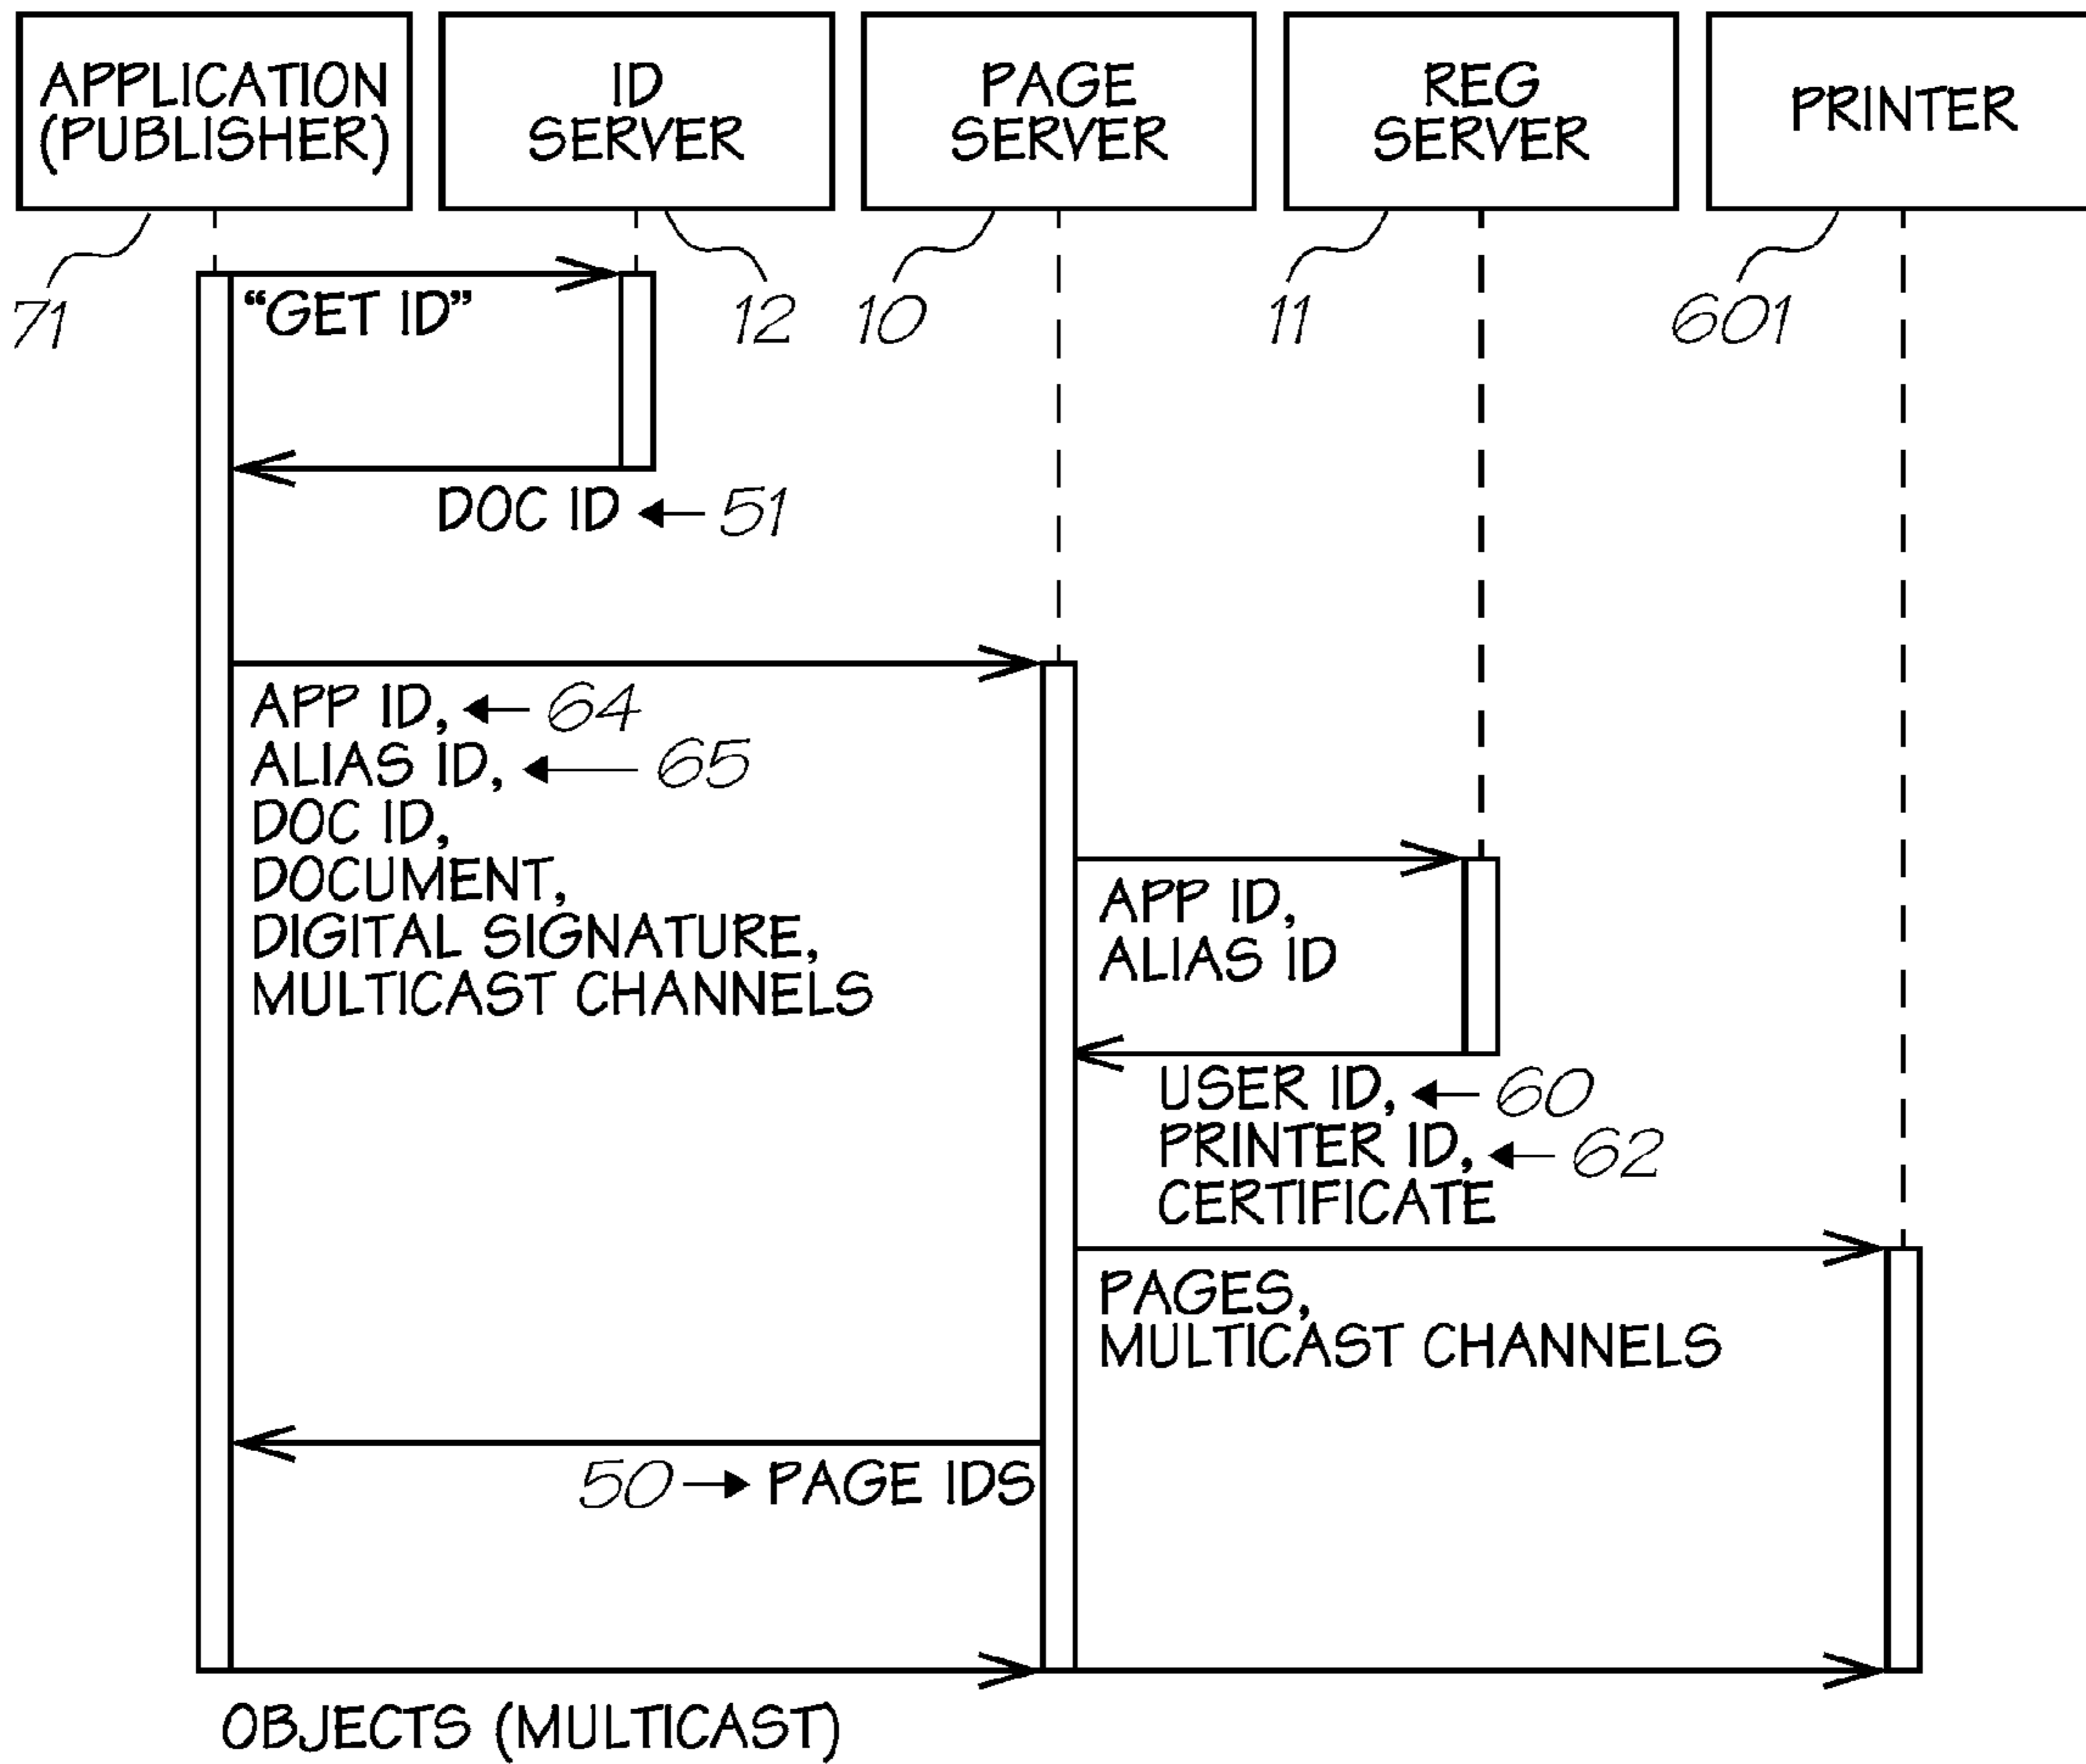 APPLICATION
(PUBLISHER)
ID
SERVER
PAGE
SERVER
REG
SERVER
PRINTER
71
12
10
11
601
“GET ID”
DOC ID
51
APP ID,
64
ALIAS ID,
65
DOC ID,
DOCUMENT,
DIGITAL SIGNATURE,
MULTICAST CHANNELS
APP ID,
ALIAS ID
USER ID,
60
PRINTER ID,
62
CERTIFICATE
PAGES,
MULTICAST CHANNELS
50
PAGE IDS
OBJECTS (MULTICAST)